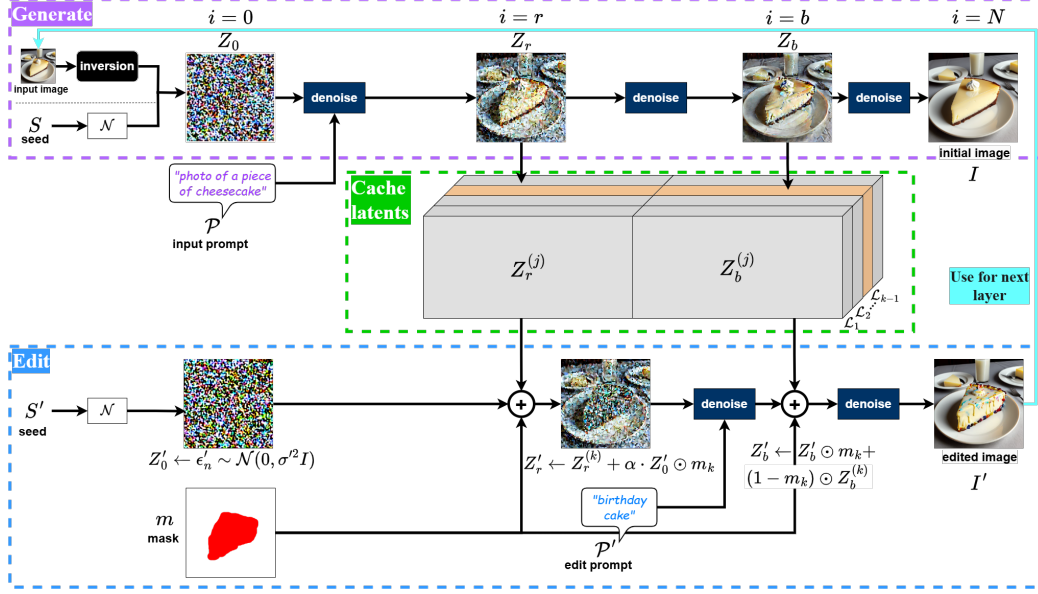 Generate
i = 0
i = r
i = b
i = N
Z_0
Z_r
Z_b
input image
inversion
denoise
denoise
denoise
S
seed
𝒩
initial image
I
"photo of a piece
of cheesecake"
𝒫
input prompt
Cache
latents
Z_r^{(j)}
Z_b^{(j)}
ℒ_1
ℒ_2
...
ℒ_{k−1}
Use for next
layer
Edit
S′
seed
𝒩
+
denoise
+
denoise
Z′_0 ← ϵ′_n ∼ 𝒩(0, σ′²I)
Z′_r ← Z_r^{(k)} + α · Z′_0 ⊙ m_k
Z′_b ← Z′_b ⊙ m_k+
(1 − m_k) ⊙ Z_b^{(k)}
edited image
I′
m
mask
"birthday
cake"
𝒫′
edit prompt